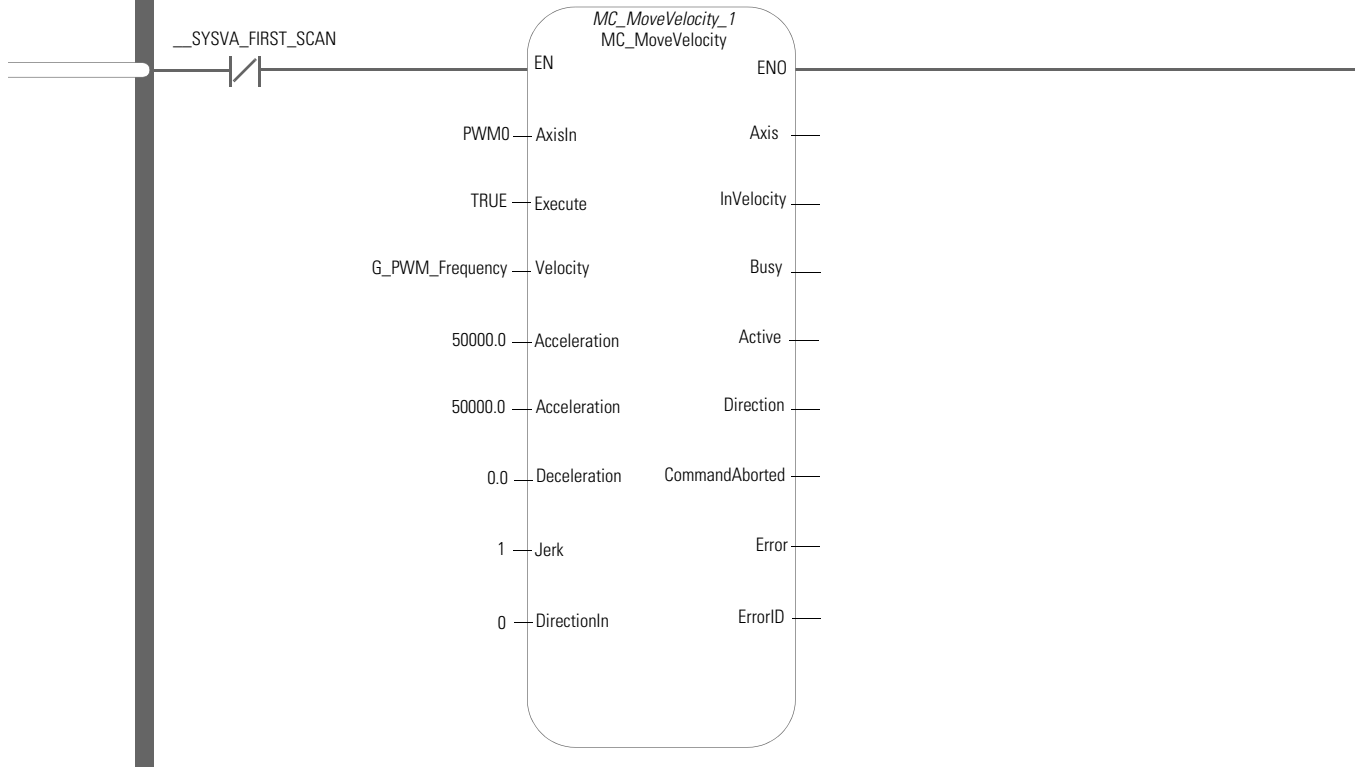 __SYSVA_FIRST_SCAN
MC_MoveVelocity_1
MC_MoveVelocity
EN ENO
PWM0 AxisIn Axis
TRUE Execute InVelocity
G_PWM_Frequency Velocity Busy
50000.0 Acceleration Active
50000.0 Acceleration Direction
0.0 Deceleration CommandAborted
1 Jerk Error
0 DirectionIn ErrorID